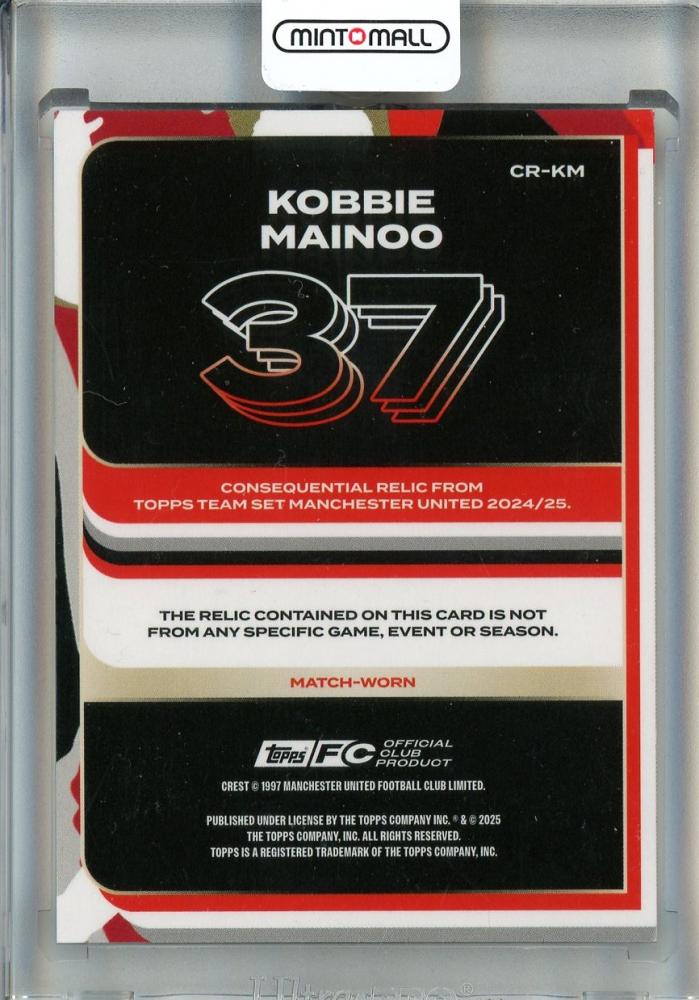 MINTOMALL
CR-KM
KOBBIE
MAINOO
37
CONSEQUENTIAL RELIC FROM
TOPPS TEAM SET MANCHESTER UNITED 2024/25.
THE RELIC CONTAINED ON THIS CARD IS NOT
FROM ANY SPECIFIC GAME, EVENT OR SEASON.
MATCH-WORN
topps FC OFFICIAL
CLUB
PRODUCT
CREST © 1997 MANCHESTER UNITED FOOTBALL CLUB LIMITED.
PUBLISHED UNDER LICENSE BY THE TOPPS COMPANY INC. ® & © 2025
THE TOPPS COMPANY, INC. ALL RIGHTS RESERVED.
TOPPS IS A REGISTERED TRADEMARK OF THE TOPPS COMPANY, INC.